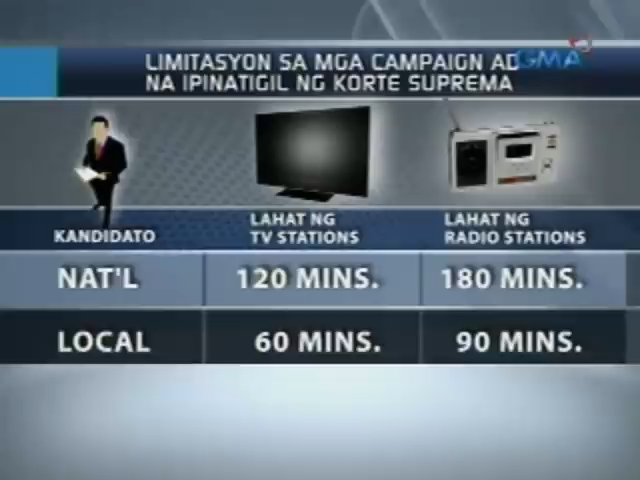 LIMITASYON SA MGA CAMPAIGN AD
GMA
NA IPINATIGIL NG KORTE SUPREMA
KANDIDATO
LAHAT NG
TV STATIONS
LAHAT NG
RADIO STATIONS
NAT'L
120 MINS.
180 MINS.
LOCAL
60 MINS.
90 MINS.